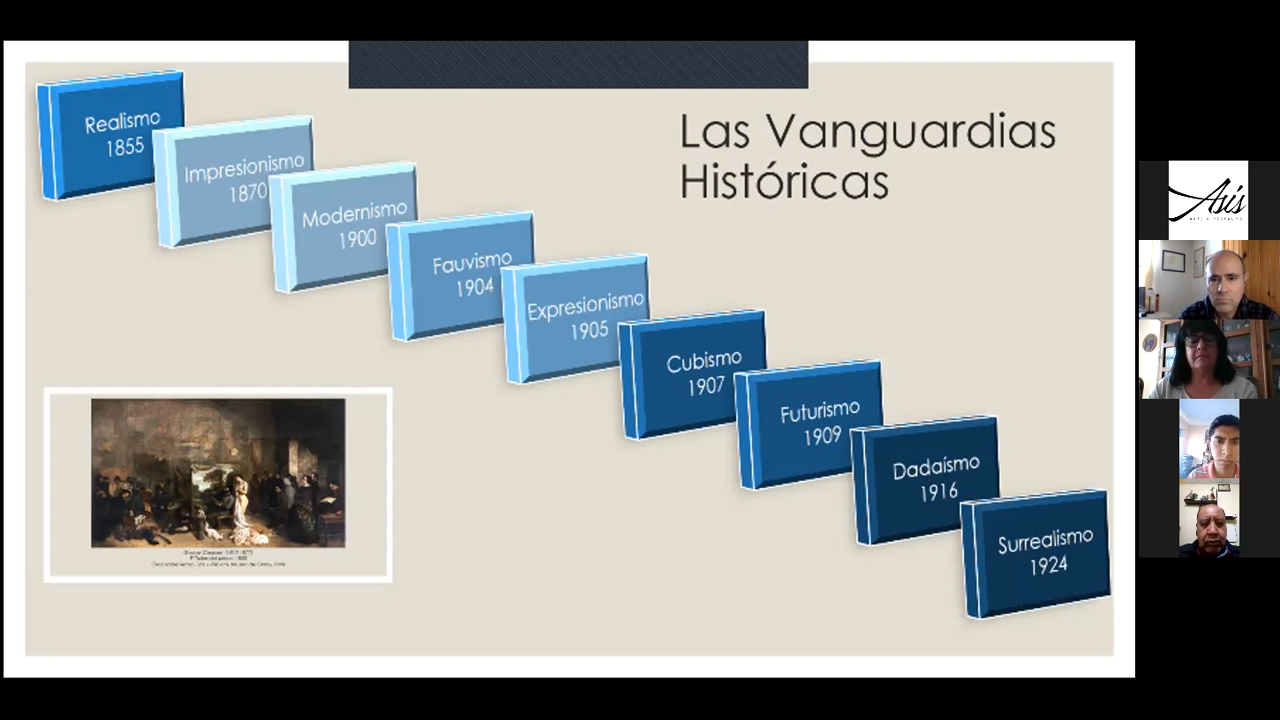 Las Vanguardias
Históricas
Realismo
1855
Impresionismo
1870
Modernismo
1900
Fauvismo
1904
Expresionismo
1905
Cubismo
1907
Futurismo
1909
Dadaísmo
1916
Surrealismo
1924
Asís